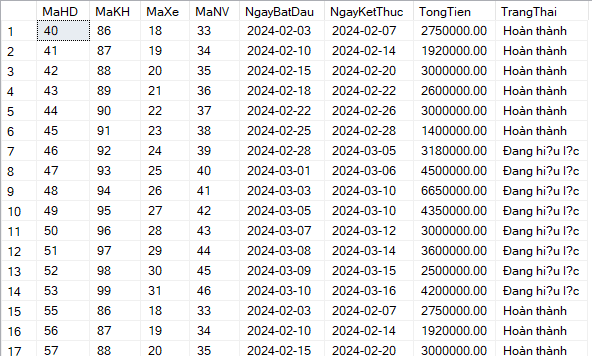 MaHD MaKH MaXe MaNV NgayBatDau NgayKetThuc TongTien TrangThai
1 40 86 18 33 2024-02-03 2024-02-07 2750000.00 Hoàn thành
2 41 87 19 34 2024-02-10 2024-02-14 1920000.00 Hoàn thành
3 42 88 20 35 2024-02-15 2024-02-20 3000000.00 Hoàn thành
4 43 89 21 36 2024-02-18 2024-02-22 2600000.00 Hoàn thành
5 44 90 22 37 2024-02-22 2024-02-26 3000000.00 Hoàn thành
6 45 91 23 38 2024-02-25 2024-02-28 1400000.00 Hoàn thành
7 46 92 24 39 2024-02-28 2024-03-05 3180000.00 Đang hi?u l?c
8 47 93 25 40 2024-03-01 2024-03-06 4500000.00 Đang hi?u l?c
9 48 94 26 41 2024-03-03 2024-03-10 6650000.00 Đang hi?u l?c
10 49 95 27 42 2024-03-05 2024-03-10 4350000.00 Đang hi?u l?c
11 50 96 28 43 2024-03-07 2024-03-12 3000000.00 Đang hi?u l?c
12 51 97 29 44 2024-03-08 2024-03-14 3600000.00 Đang hi?u l?c
13 52 98 30 45 2024-03-09 2024-03-15 2500000.00 Đang hi?u l?c
14 53 99 31 46 2024-03-10 2024-03-16 4200000.00 Đang hi?u l?c
15 55 86 18 33 2024-02-03 2024-02-07 2750000.00 Hoàn thành
16 56 87 19 34 2024-02-10 2024-02-14 1920000.00 Hoàn thành
17 57 88 20 35 2024-02-15 2024-02-20 3000000.00 Hoàn thành